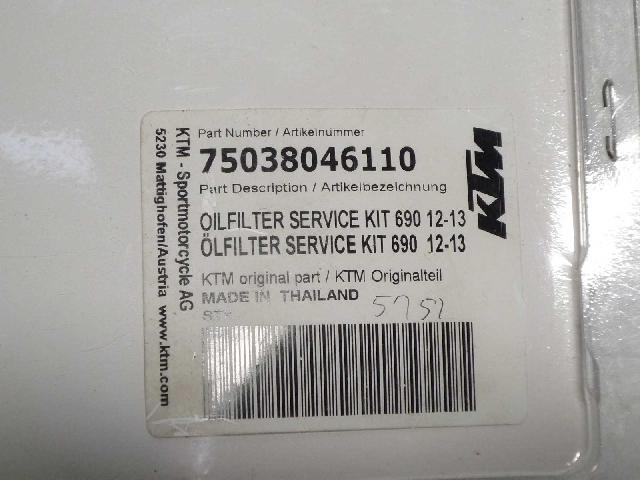 KTM - Sportmotorcycle AG
5230 Mattighofen/Austria www.ktm.com
Part Number / Artikelnummer
75038046110
Part Description / Artikelbezeichnung
KTM
OILFILTER SERVICE KIT 690 12-13
ÖLFILTER SERVICE KIT 690 12-13
KTM original part / KTM Originalteil
MADE IN THAILAND
5751